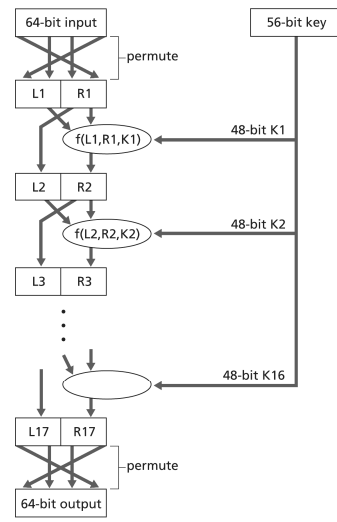 64-bit input
56-bit key
permute
L1 R1
48-bit K1
f(L1,R1,K1)
L2 R2
48-bit K2
f(L2,R2,K2)
L3 R3
48-bit K16
L17 R17
permute
64-bit output